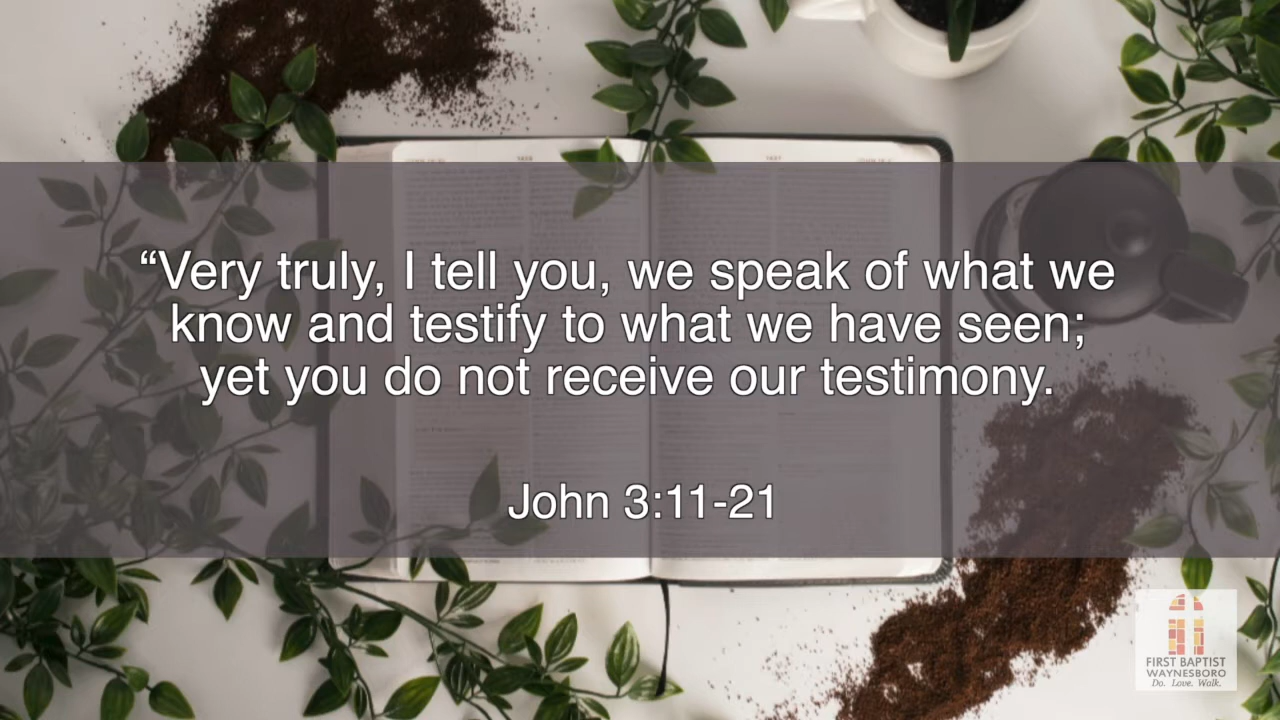 “Very truly, I tell you, we speak of what we
know and testify to what we have seen;
yet you do not receive our testimony.
John 3:11-21
FIRST BAPTIST
WAYNESBORO
Do. Love. Walk.